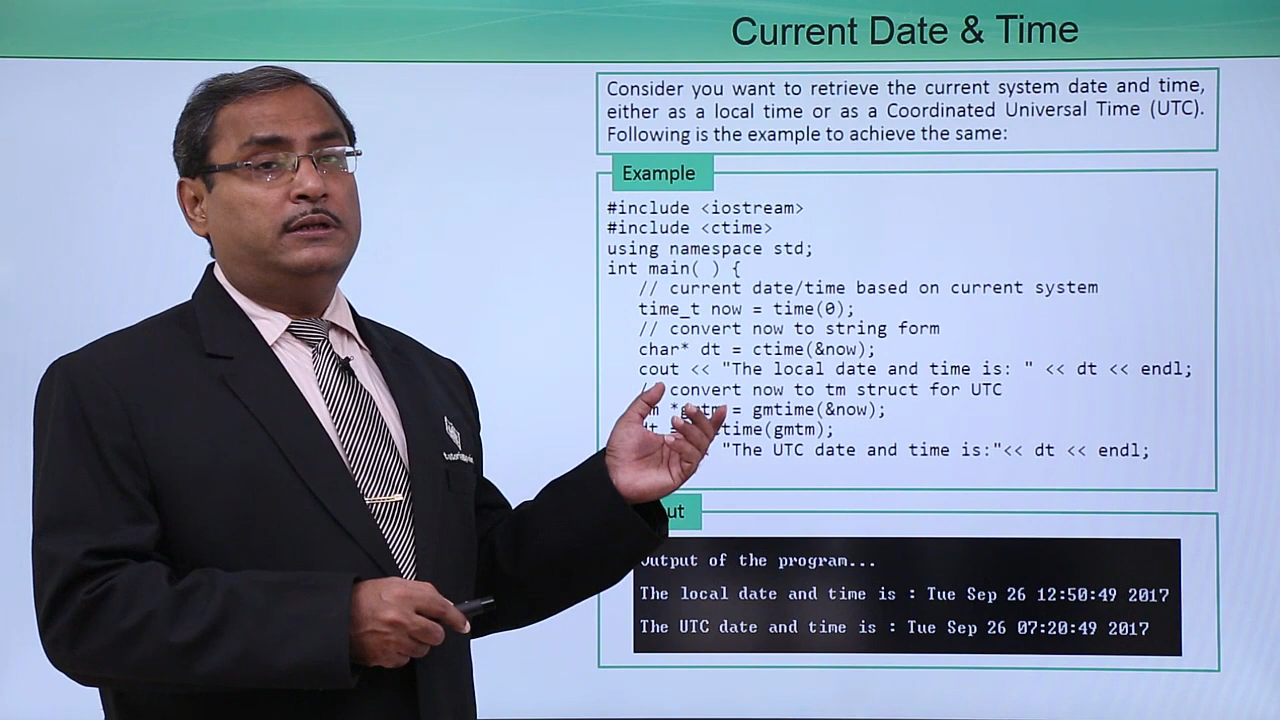 Current Date & Time
Consider you want to retrieve the current system date and time,
either as a local time or as a Coordinated Universal Time (UTC).
Following is the example to achieve the same:
Example
#include <iostream>
#include <ctime>
using namespace std;
int main( ) {
// current date/time based on current system
time_t now = time(0);
// convert now to string form
char* dt = ctime(&now);
cout << "The local date and time is: " << dt << endl;
convert now to tm struct for UTC
= gmtime(&now);
dt =
"The UTC date and time is:"<< dt << endl;
Output of the program...
The local date and time is : Tue Sep 26 12:50:49 2017
The UTC date and time is : Tue Sep 26 07:20:49 2017